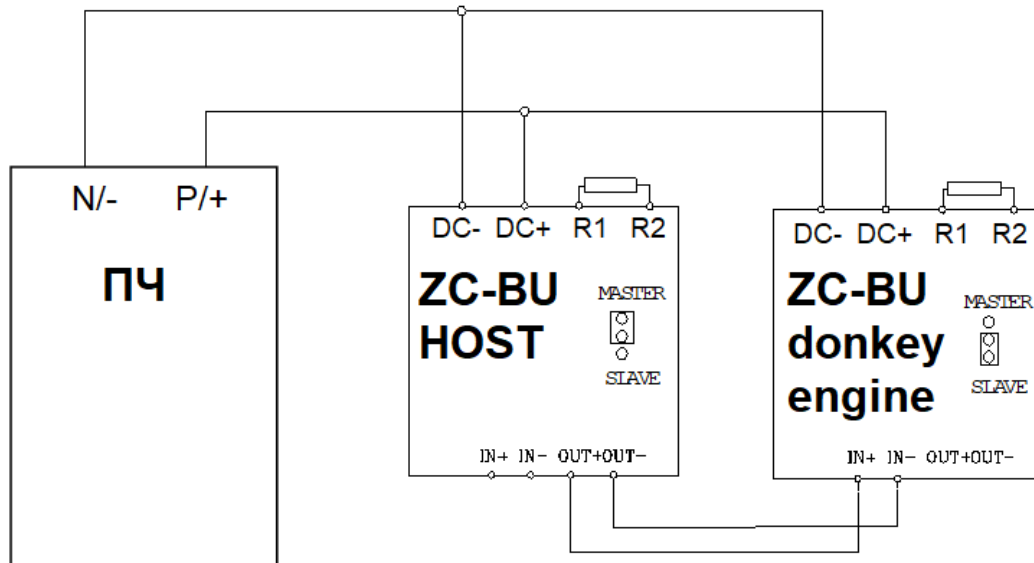 N/- P/+
ПЧ
DC- DC+ R1 R2
ZC-BU
HOST
MASTER
SLAVE
IN+ IN- OUT+OUT-
DC- DC+ R1 R2
ZC-BU
donkey
engine
MASTER
SLAVE
IN+ IN- OUT+OUT-